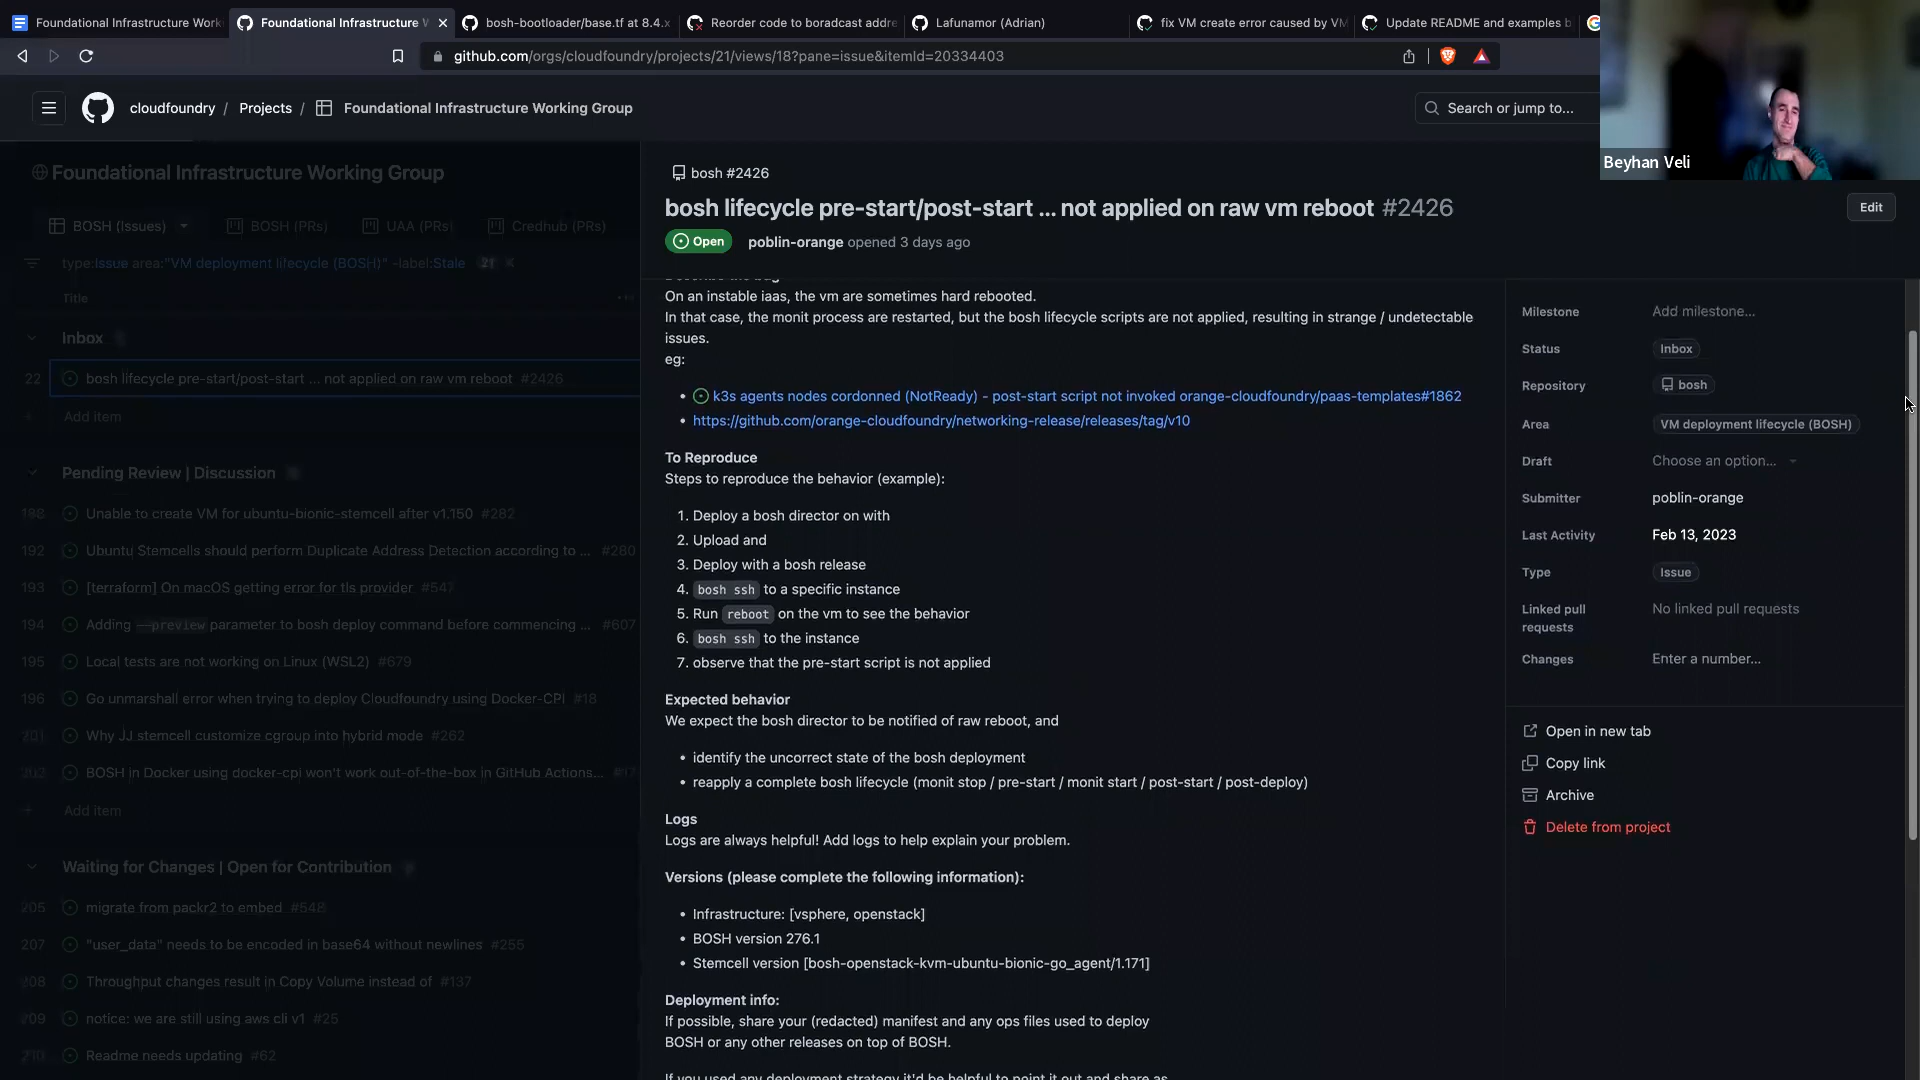 Foundational Infrastructure Work
Foundational Infrastructure W
bosh-bootloader/base.tf at 8.4.x
Reorder code to boradcast addre
Lafunamor (Adrian)
fix VM create error caused by VM
Update README and examples b
github.com/orgs/cloudfoundry/projects/21/views/18?pane=issue&itemId=20334403
cloudfoundry / Projects / Foundational Infrastructure Working Group
Search or jump to...
Beyhan Veli
Foundational Infrastructure Working Group
BOSH (Issues)
BOSH (PRs)
UAA (PRs)
Credhub (PRs)
type:Issue area:"VM deployment lifecycle (BOSH)" -label:Stale
Title
Inbox
22 bosh lifecycle pre-start/post-start ... not applied on raw vm reboot #2426
Add item
Pending Review | Discussion
Unable to create VM for ubuntu-bionic-stemcell after v1.150 #282
192 Ubuntu Stemcells should perform Duplicate Address Detection according to ... #280
193 [terraform] On macOS getting error for tls provider #547
194 Adding --preview parameter to bosh deploy command before commencing ... #607
195 Local tests are not working on Linux (WSL2) #679
196 Go unmarshall error when trying to deploy Cloudfoundry using Docker-CPI #18
201 Why JJ stemcell customize cgroup into hybrid mode #262
BOSH in Docker using docker-cpi won't work out-of-the-box in GitHub Actions...
Add item
Waiting for Changes | Open for Contribution
205 migrate from packr2 to embed #548
207 "user_data" needs to be encoded in base64 without newlines #255
208 Throughput changes result in Copy Volume instead of #137
209 notice: we are still using aws cli v1 #25
210 Readme needs updating #62
bosh #2426
bosh lifecycle pre-start/post-start ... not applied on raw vm reboot #2426
Edit
Open poblin-orange opened 3 days ago
On an instable iaas, the vm are sometimes hard rebooted.
In that case, the monit process are restarted, but the bosh lifecycle scripts are not applied, resulting in strange / undetectable
issues.
eg:
• k3s agents nodes cordonned (NotReady) - post-start script not invoked orange-cloudfoundry/paas-templates#1862
• https://github.com/orange-cloudfoundry/networking-release/releases/tag/v10
To Reproduce
Steps to reproduce the behavior (example):
1. Deploy a bosh director on with
2. Upload and
3. Deploy with a bosh release
4. bosh ssh to a specific instance
5. Run reboot on the vm to see the behavior
6. bosh ssh to the instance
7. observe that the pre-start script is not applied
Expected behavior
We expect the bosh director to be notified of raw reboot, and
• identify the uncorrect state of the bosh deployment
• reapply a complete bosh lifecycle (monit stop / pre-start / monit start / post-start / post-deploy)
Logs
Logs are always helpful! Add logs to help explain your problem.
Versions (please complete the following information):
• Infrastructure: [vsphere, openstack]
• BOSH version 276.1
• Stemcell version [bosh-openstack-kvm-ubuntu-bionic-go_agent/1.171]
Deployment info:
If possible, share your (redacted) manifest and any ops files used to deploy
BOSH or any other releases on top of BOSH.
If you used any deployment strategy it'd be helpful to point it out and share as
Milestone Add milestone...
Status Inbox
Repository bosh
Area VM deployment lifecycle (BOSH)
Draft Choose an option...
Submitter poblin-orange
Last Activity Feb 13, 2023
Type Issue
Linked pull No linked pull requests
requests
Changes Enter a number...
Open in new tab
Copy link
Archive
Delete from project